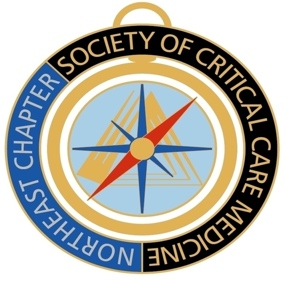 SOCIETY OF CRITICAL CARE MEDICINE
NORTHEAST CHAPTER